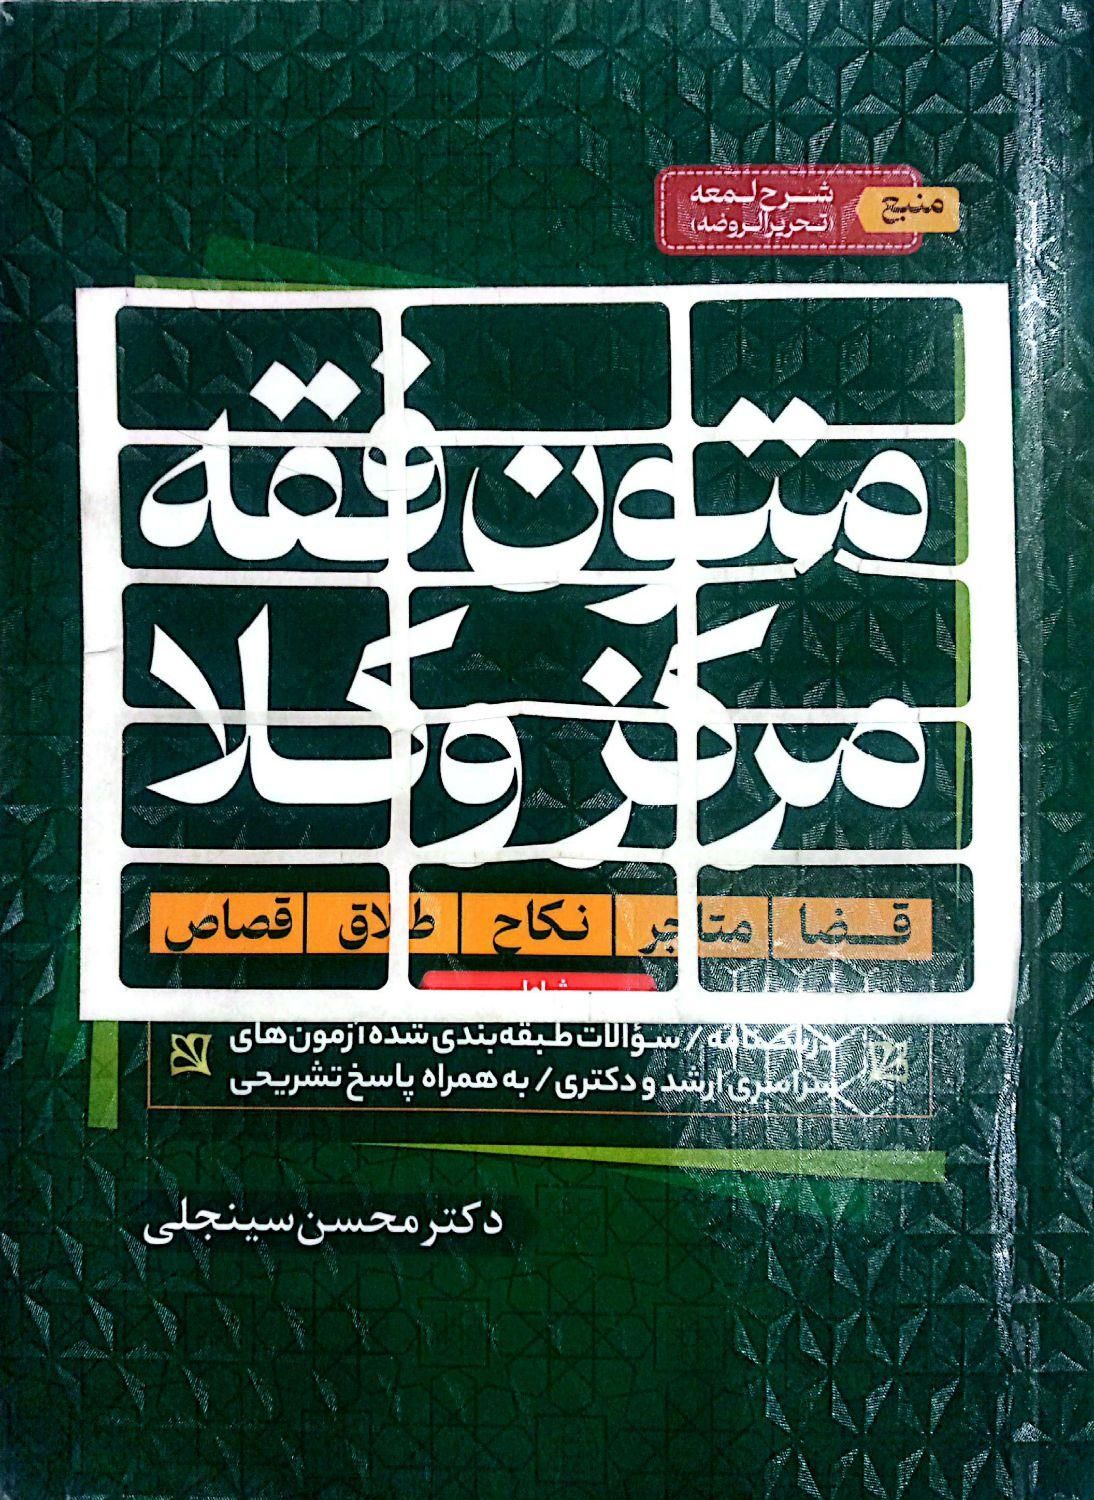 منبع
شرح لمعه
(تحریرالروضه)
متون فقه
مرکز وکلا
قضا | متاجر | نکاح | طلاق | قصاص
درسنامه / سؤالات طبقه‌بندی شده آزمون‌های
سراسری ارشد و دکتری / به همراه پاسخ تشریحی
دکتر محسن سینجلی